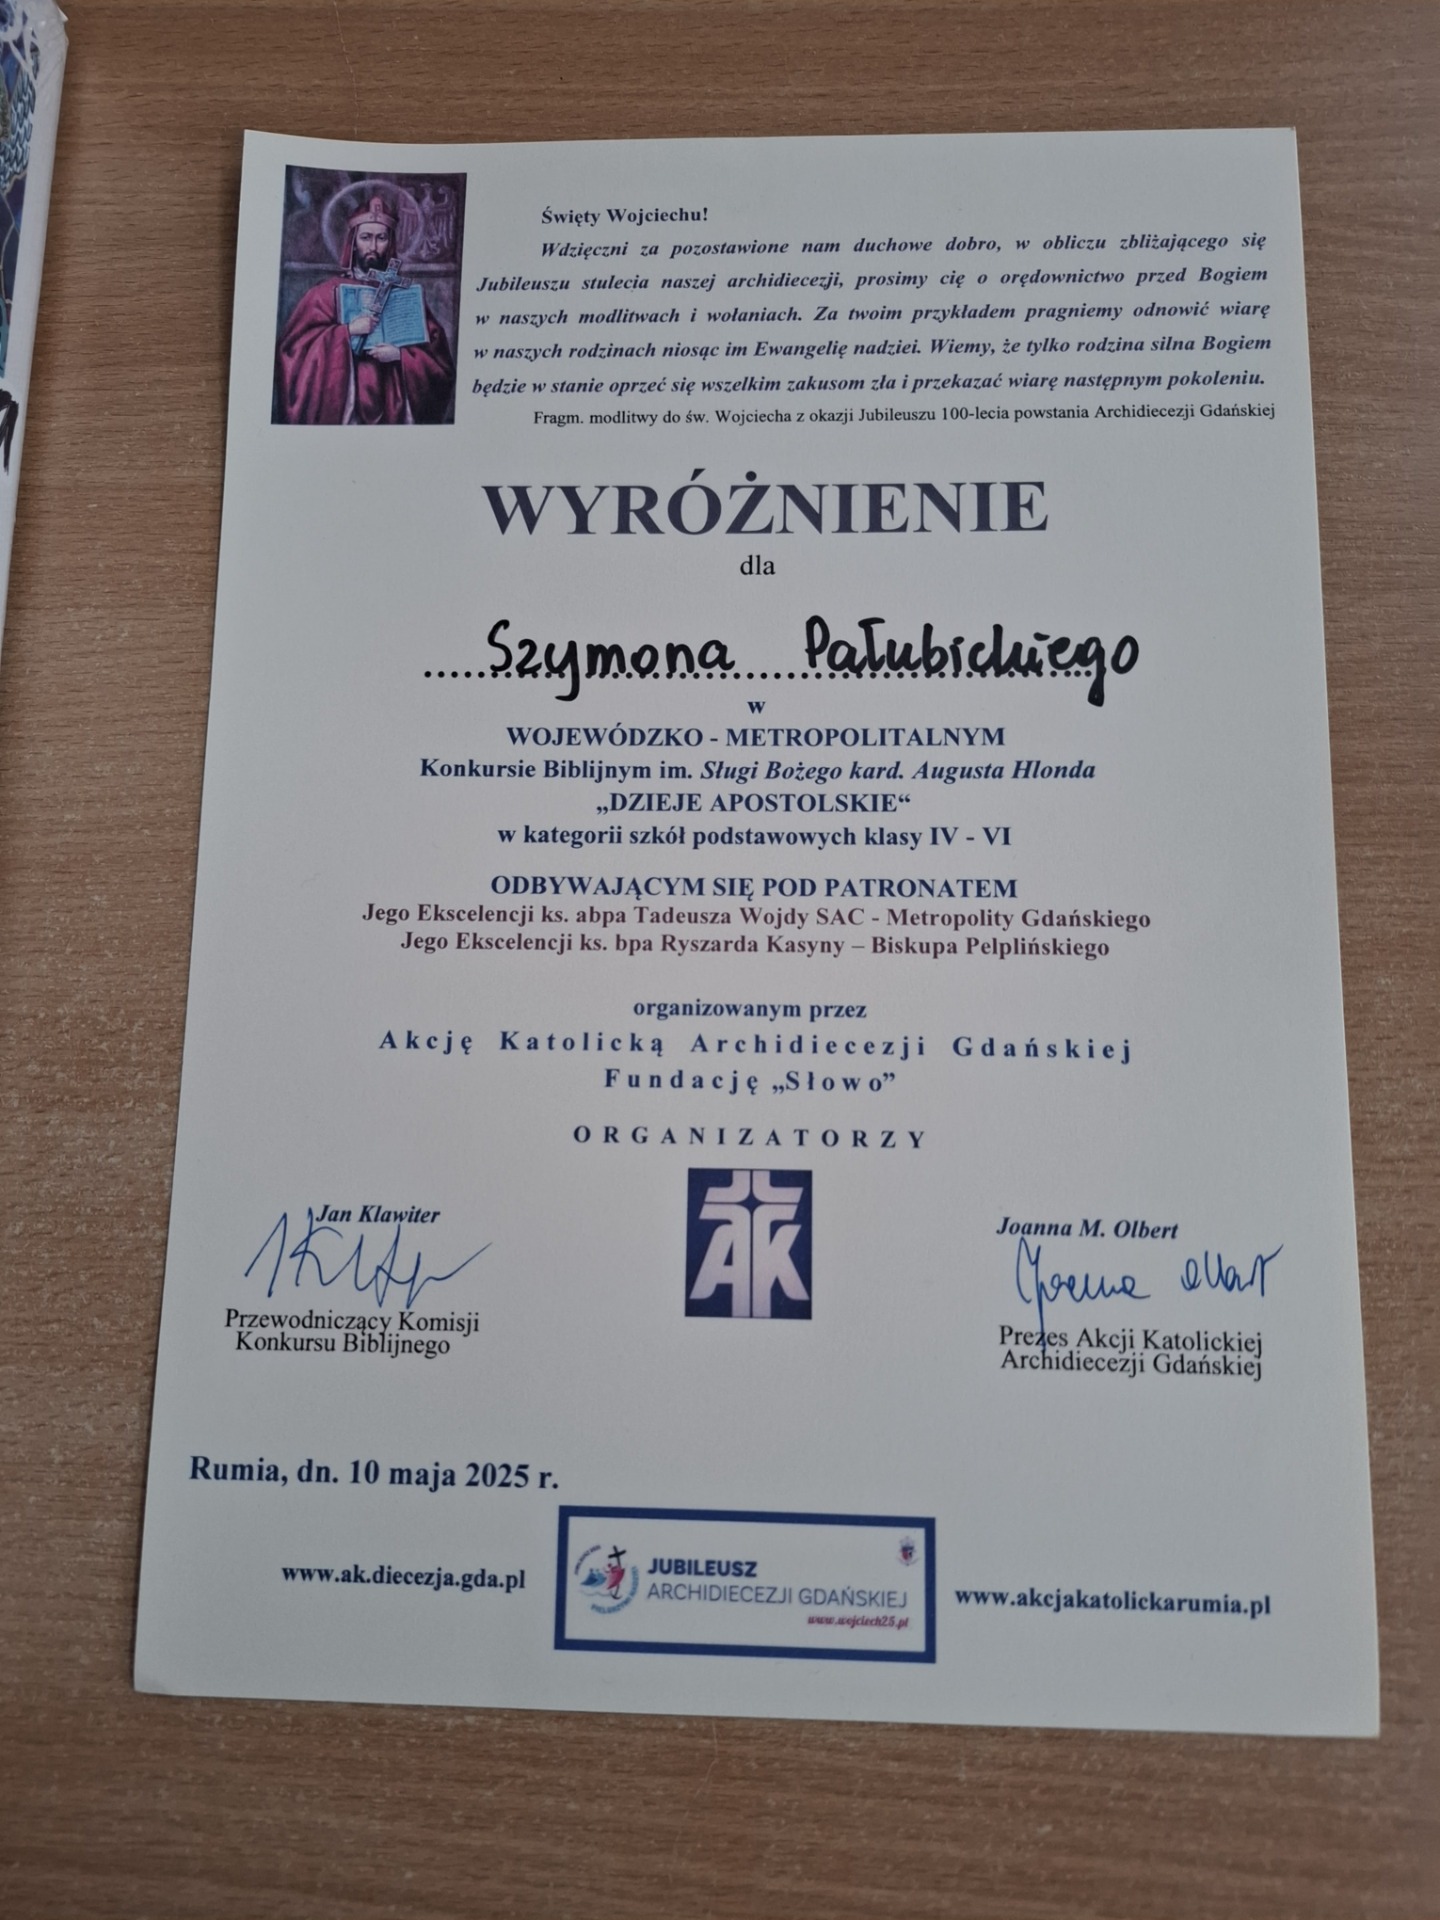 Święty Wojciechu!
Wdzięczni za pozostawione nam duchowe dobro, w obliczu zbliżającego się
Jubileuszu stulecia naszej archidiecezji, prosimy cię o orędownictwo przed Bogiem
w naszych modlitwach i wołaniach. Za twoim przykładem pragniemy odnowić wiarę
w naszych rodzinach niosąc im Ewangelię nadziei. Wiemy, że tylko rodzina silna Bogiem
będzie w stanie oprzeć się wszelkim zakusom zła i przekazać wiarę następnym pokoleniu.
Fragm. modlitwy do św. Wojciecha z okazji Jubileuszu 100-lecia powstania Archidiecezji Gdańskiej
WYRÓŻNIENIE
dla
Szymona Pałubickiego
w
WOJEWÓDZKO - METROPOLITALNYM
Konkursie Biblijnym im. Sługi Bożego kard. Augusta Hlonda
„DZIEJE APOSTOLSKIE“
w kategorii szkół podstawowych klasy IV - VI
ODBYWAJĄCYM SIĘ POD PATRONATEM
Jego Ekscelencji ks. abpa Tadeusza Wojdy SAC - Metropolity Gdańskiego
Jego Ekscelencji ks. bpa Ryszarda Kasyny – Biskupa Pelplińskiego
organizowanym przez
Akcję Katolicką Archidiecezji Gdańskiej
Fundację „Słowo”
ORGANIZATORZY
AK
Jan Klawiter
Przewodniczący Komisji
Konkursu Biblijnego
Joanna M. Olbert
Joanna Olbert
Prezes Akcji Katolickiej
Archidiecezji Gdańskiej
Rumia, dn. 10 maja 2025 r.
www.ak.diecezja.gda.pl
JUBILEUSZ
ARCHIDIECEZJI GDAŃSKIEJ
www.wojciech25.pl
www.akcjakatolickarumia.pl